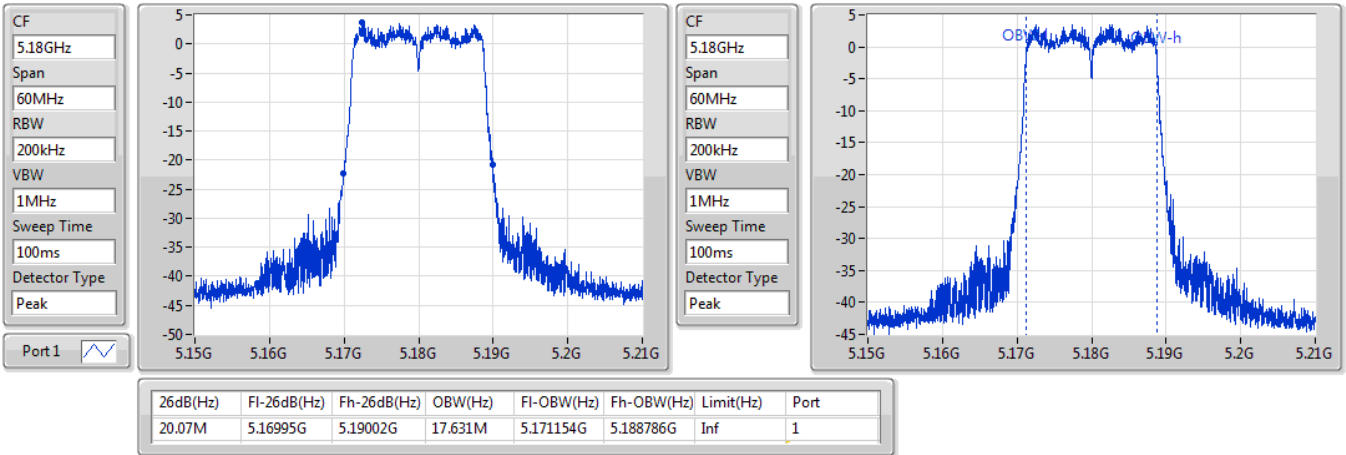 CF
5.18GHz
Span
60MHz
RBW
200kHz
VBW
1MHz
Sweep Time
100ms
Detector Type
Peak
Port 1
5
0
-5
-10
-15
-20
-25
-30
-35
-40
-45
-50
5.15G 5.16G 5.17G 5.18G 5.19G 5.2G 5.21G
CF
5.18GHz
Span
60MHz
RBW
200kHz
VBW
1MHz
Sweep Time
100ms
Detector Type
Peak
5
0
-5
-10
-15
-20
-25
-30
-35
-40
-45
5.15G 5.16G 5.17G 5.18G 5.19G 5.2G 5.21G
26dB(Hz) Fl-26dB(Hz) Fh-26dB(Hz) OBW(Hz) Fl-OBW(Hz) Fh-OBW(Hz) Limit(Hz) Port
20.07M 5.16995G 5.19002G 17.631M 5.171154G 5.188786G Inf 1